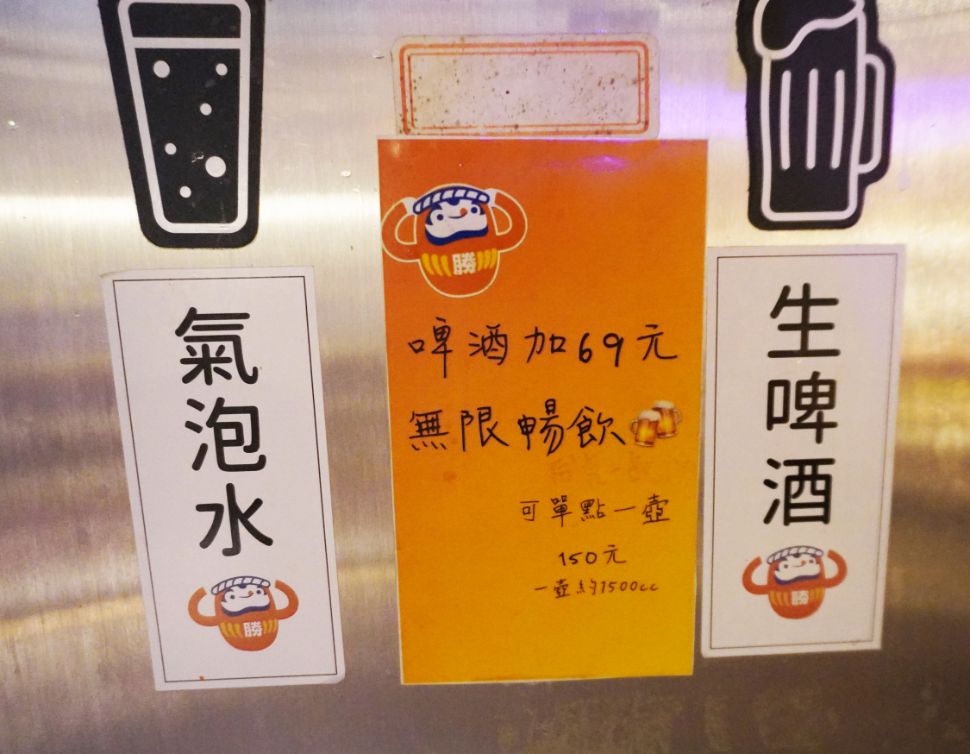 氣泡水
勝
勝
啤酒加69元
無限暢飲
可單點一壺
150元
一壺約1500cc
生啤酒
勝